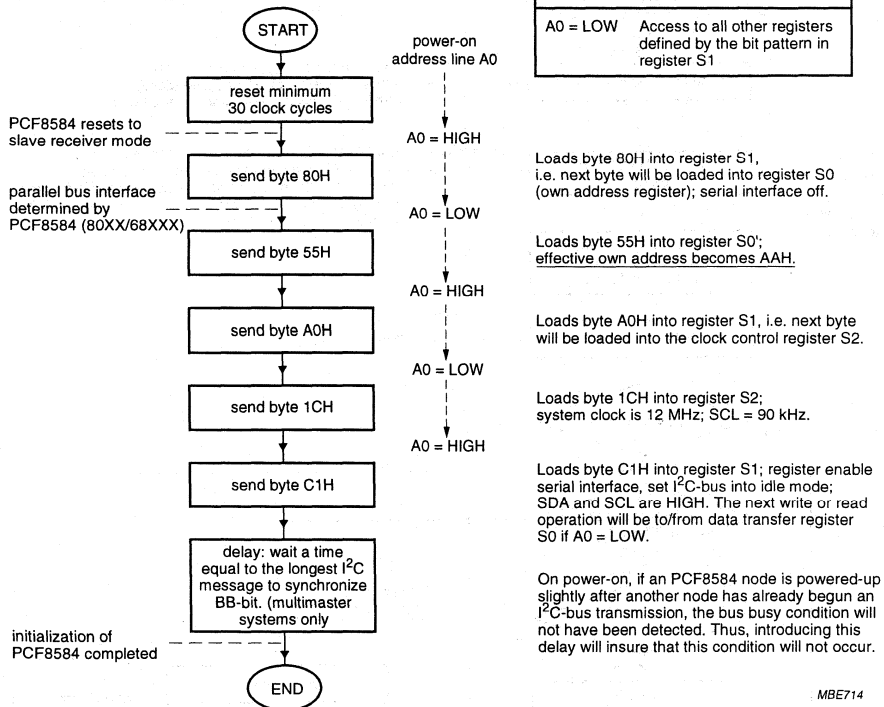 START
power-on
address line A0
A0 = LOW Access to all other registers
defined by the bit pattern in
register S1
reset minimum
30 clock cycles
PCF8584 resets to
slave receiver mode
A0 = HIGH
send byte 80H
Loads byte 80H into register S1,
i.e. next byte will be loaded into register S0
(own address register); serial interface off.
parallel bus interface
determined by
PCF8584 (80XX/68XXX)
A0 = LOW
send byte 55H
Loads byte 55H into register S0';
effective own address becomes AAH.
A0 = HIGH
send byte A0H
Loads byte A0H into register S1, i.e. next byte
will be loaded into the clock control register S2.
A0 = LOW
send byte 1CH
Loads byte 1CH into register S2;
system clock is 12 MHz; SCL = 90 kHz.
A0 = HIGH
send byte C1H
Loads byte C1H into register S1; register enable
serial interface, set I²C-bus into idle mode;
SDA and SCL are HIGH. The next write or read
operation will be to/from data transfer register
S0 if A0 = LOW.
delay: wait a time
equal to the longest I²C
message to synchronize
BB-bit. (multimaster
systems only
On power-on, if an PCF8584 node is powered-up
slightly after another node has already begun an
I²C-bus transmission, the bus busy condition will
not have been detected. Thus, introducing this
delay will insure that this condition will not occur.
initialization of
PCF8584 completed
END
MBE714